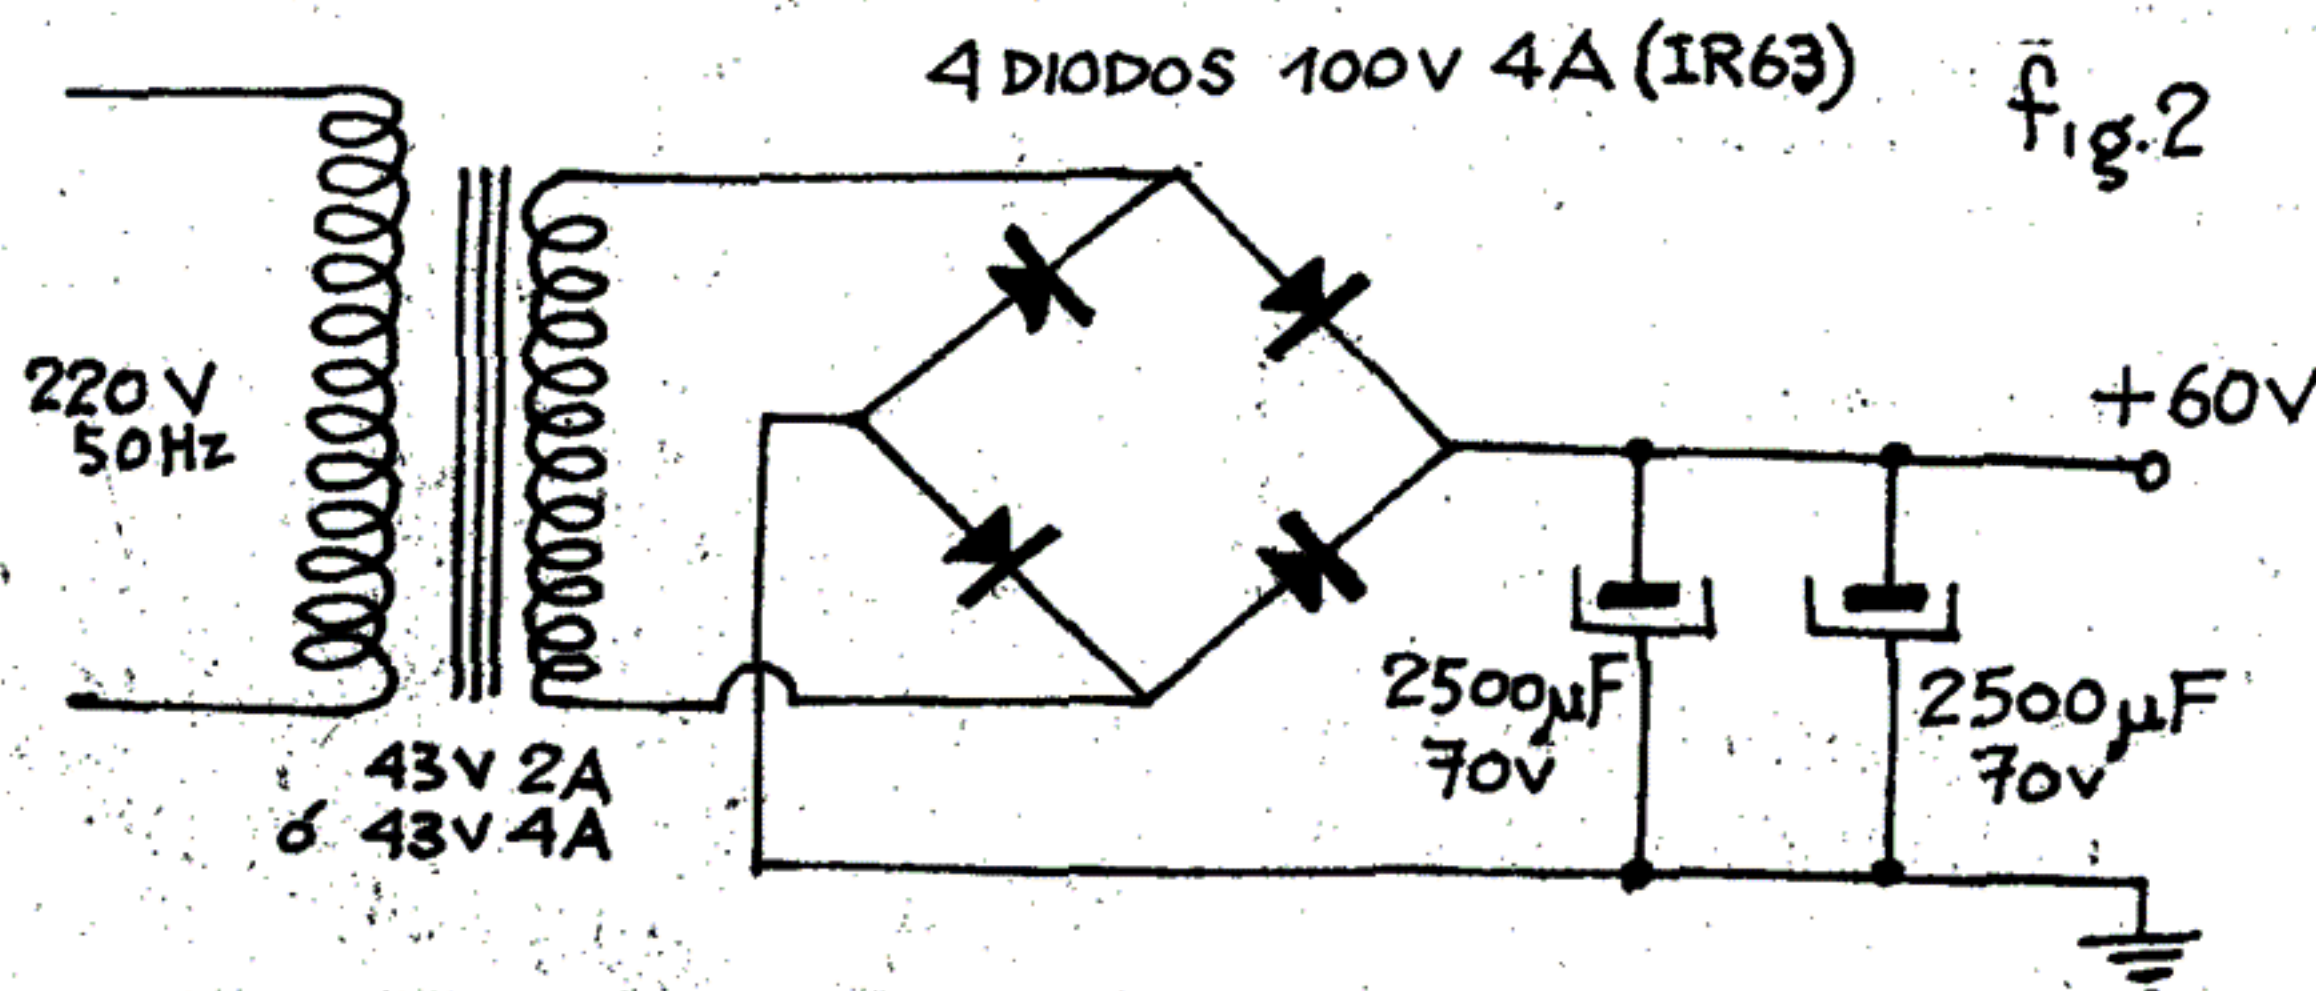 4 DIODOS 100V 4A (IR63)
fig.2
220V
50Hz
+60V
2500µF
70V
2500µF
70V
43V 2A
ó 43V 4A